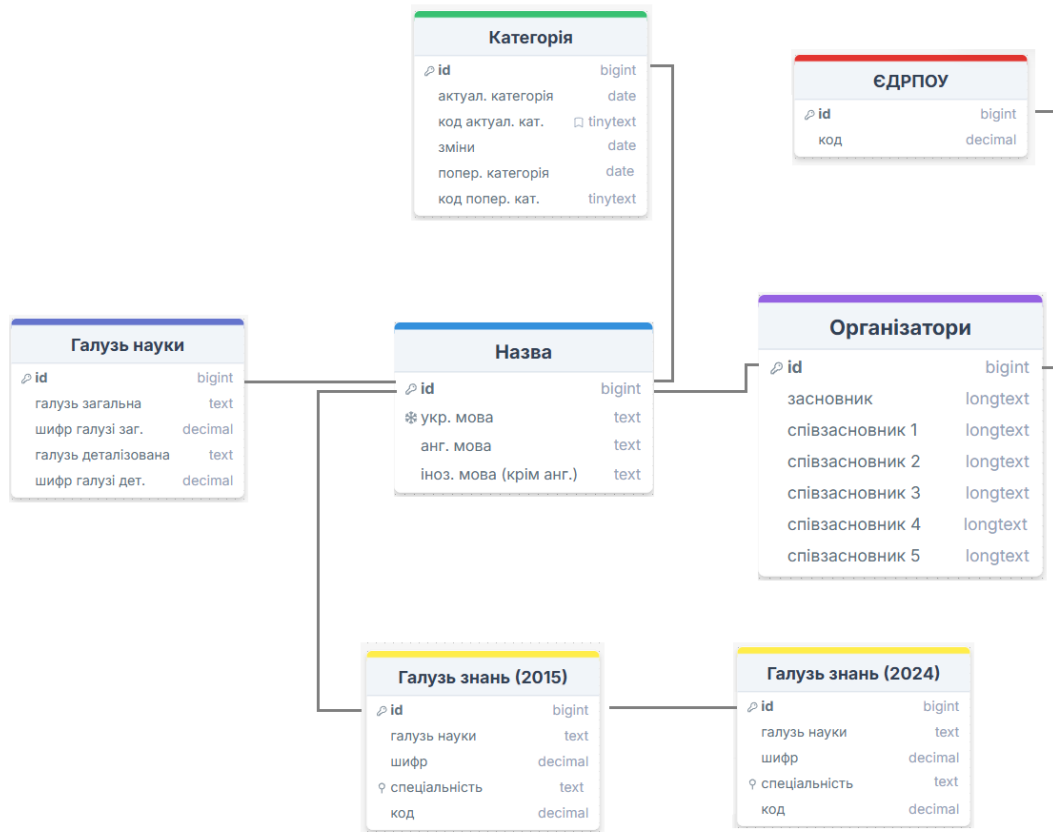 Категорія
id bigint
актуал. категорія date
код актуал. кат. tinytext
зміни date
попер. категорія date
код попер. кат. tinytext
ЄДРПОУ
id bigint
код decimal
Галузь науки
id bigint
галузь загальна text
шифр галузі заг. decimal
галузь деталізована text
шифр галузі дет. decimal
Назва
id bigint
укр. мова text
анг. мова text
іноз. мова (крім анг.) text
Організатори
id bigint
засновник longtext
співзасновник 1 longtext
співзасновник 2 longtext
співзасновник 3 longtext
співзасновник 4 longtext
співзасновник 5 longtext
Галузь знань (2015)
id bigint
галузь науки text
шифр decimal
спеціальність text
код decimal
Галузь знань (2024)
id bigint
галузь науки text
шифр decimal
спеціальність text
код decimal